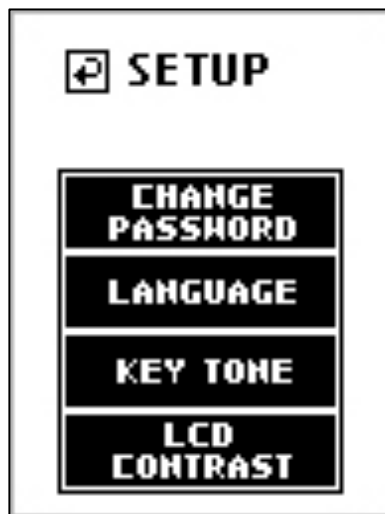 SETUP
CHANGE
PASSWORD
LANGUAGE
KEY TONE
LCD
CONTRAST